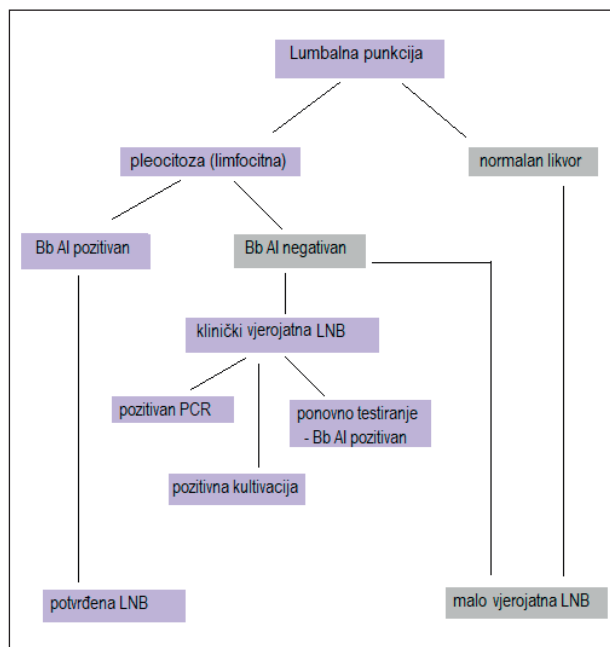 Lumbalna punkcija
pleocitoza (limfocitna)
normalan likvor
Bb AI pozitivan
Bb AI negativan
klinički vjerojatna LNB
pozitivan PCR
ponovno testiranje
- Bb AI pozitivan
pozitivna kultivacija
potvrđena LNB
malo vjerojatna LNB